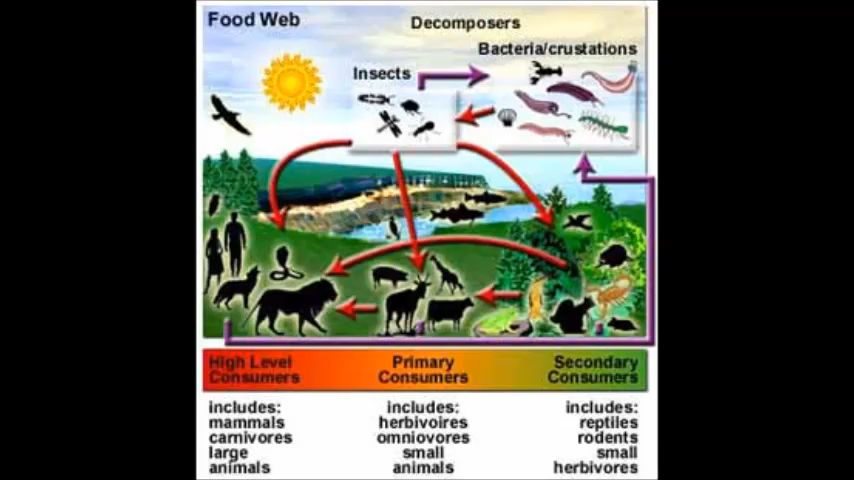 Food Web
Decomposers
Bacteria/crustations
Insects
High Level
Consumers
Primary
Consumers
Secondary
Consumers
includes:
mammals
carnivores
large
animals
includes:
herbivoires
omniovores
small
animals
includes:
reptiles
rodents
small
herbivores